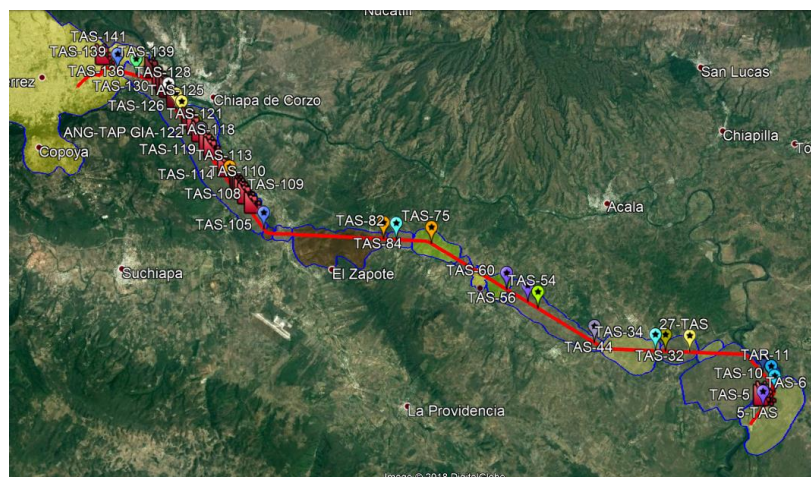 Nucatili
TAS-141
TAS-139
TAS-139
TAS-136
TAS-128
TAS-130
TAS-125
TAS-126
rrez
San Lucas
Chiapa de Corzo
TAS-121
ANG-TAP GIA-122
TAS-118
Chiapilla
Copoya
TAS-119
TAS-113
TAS-114
TAS-110
TAS-109
TAS-108
Acala
TAS-105
TAS-82
TAS-75
TAS-84
Suchiapa
El Zapote
TAS-60
TAS-54
TAS-56
TAS-34
27-TAS
TAS-44
TAS-32
TAR-11
TAS-10
TAS-6
TAS-5
5-TAS
La Providencia
Image © 2018 DigitalGlobe